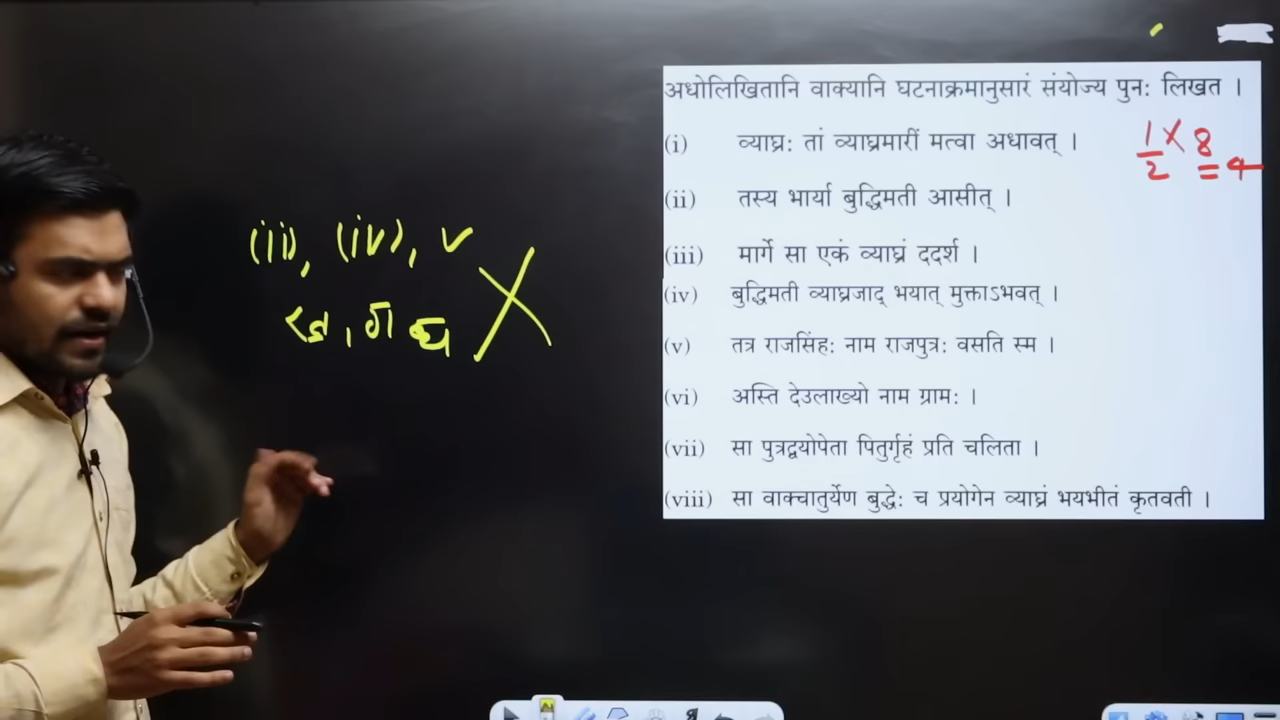 अधोलिखितानि वाक्यानि घटनाक्रमानुसारं संयोज्य पुनः लिखत ।
(i) व्याघ्रः तां व्याघ्रमारीं मत्वा अधावत् ।
1/2 × 8 = 4
(ii) तस्य भार्या बुद्धिमती आसीत् ।
(iii) मार्गे सा एकं व्याघ्रं ददर्श ।
(iv) बुद्धिमती व्याघ्रजाद् भयात् मुक्ताऽभवत् ।
(v) तत्र राजसिंहः नाम राजपुत्रः वसति स्म ।
(vi) अस्ति देउलाख्यो नाम ग्रामः ।
(vii) सा पुत्रद्वयोपेता पितुर्गृहं प्रति चलिता ।
(viii) सा वाक्चातुर्येण बुद्धेः च प्रयोगेन व्याघ्रं भयभीतं कृतवती ।
(ii), (iv), v
ख, ग घ